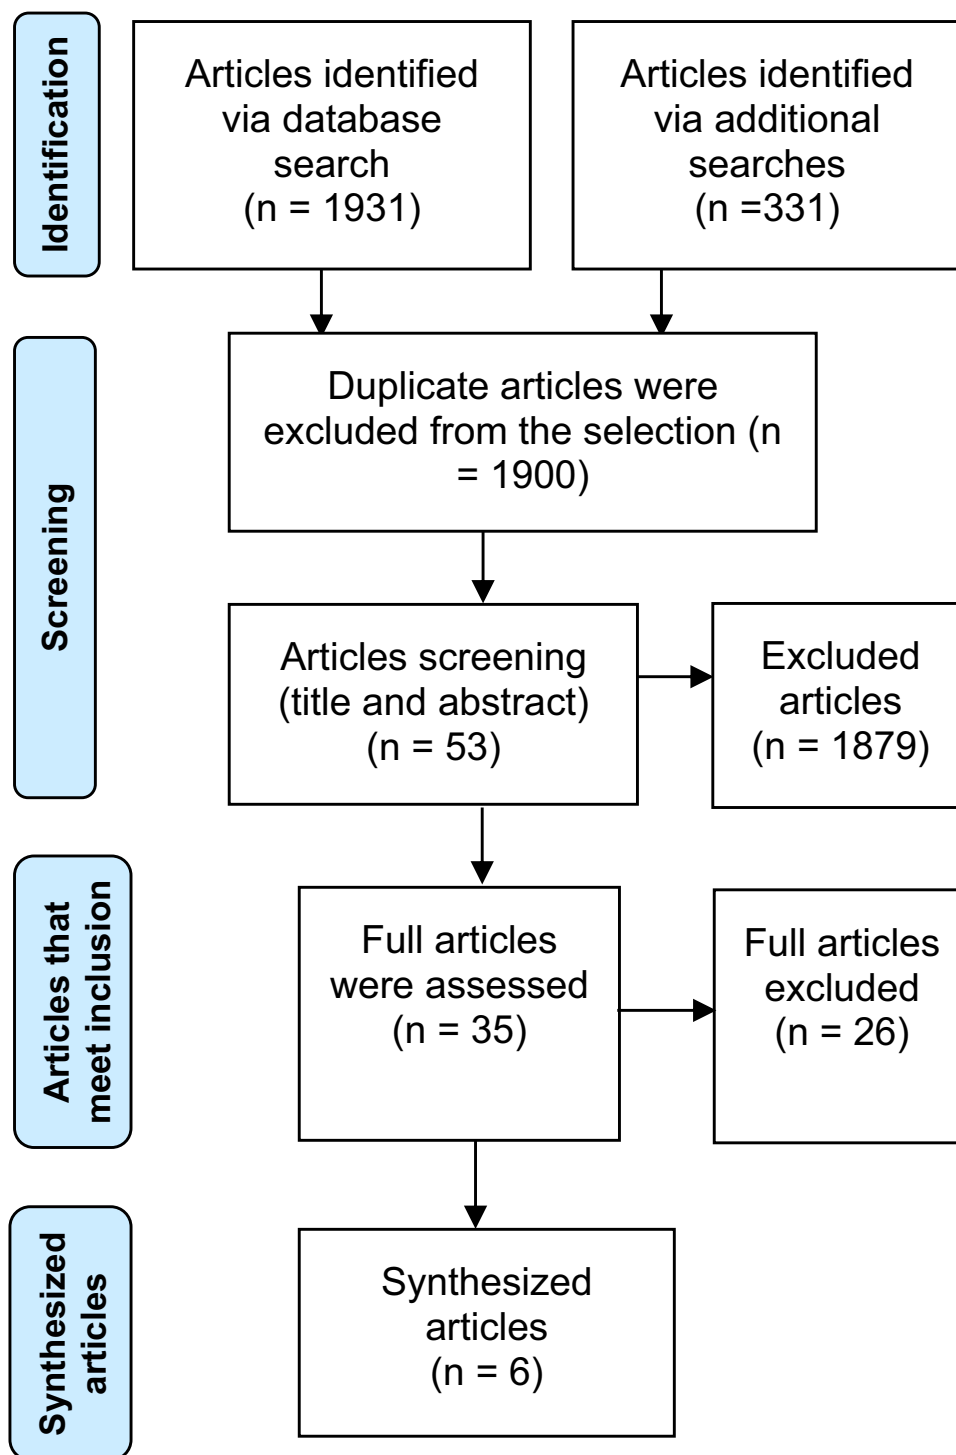 Identification
Articles identified
via database
search
(n = 1931)
Articles identified
via additional
searches
(n =331)
Screening
Duplicate articles were
excluded from the selection (n
= 1900)
Articles screening
(title and abstract)
(n = 53)
Excluded
articles
(n = 1879)
Articles that
meet inclusion
Full articles
were assessed
(n = 35)
Full articles
excluded
(n = 26)
Synthesized
articles
Synthesized
articles
(n = 6)